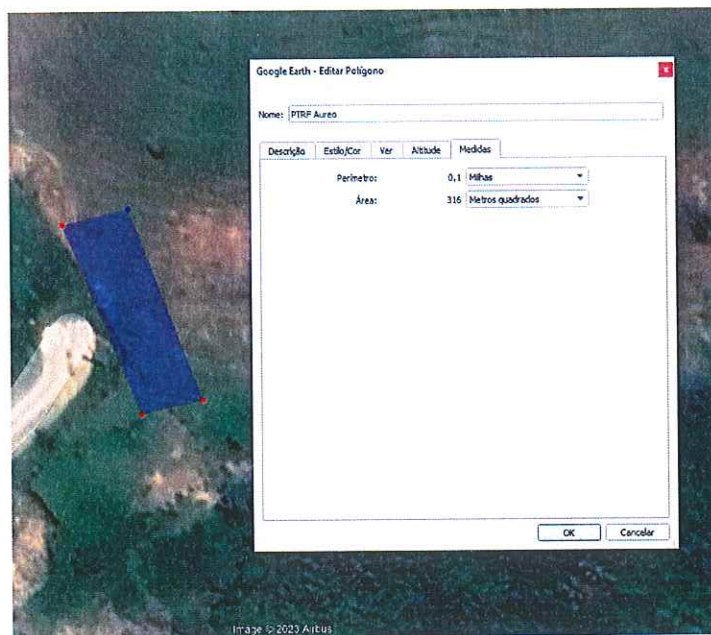 Google Earth - Editar Polígono
Nome: PTRF Aureo
Descrição Estilo/Cor Ver Altitude Medidas
Perímetro: 0,1 Milhas
Área: 316 Metros quadrados
OK Cancelar
Image © 2023 Airbus